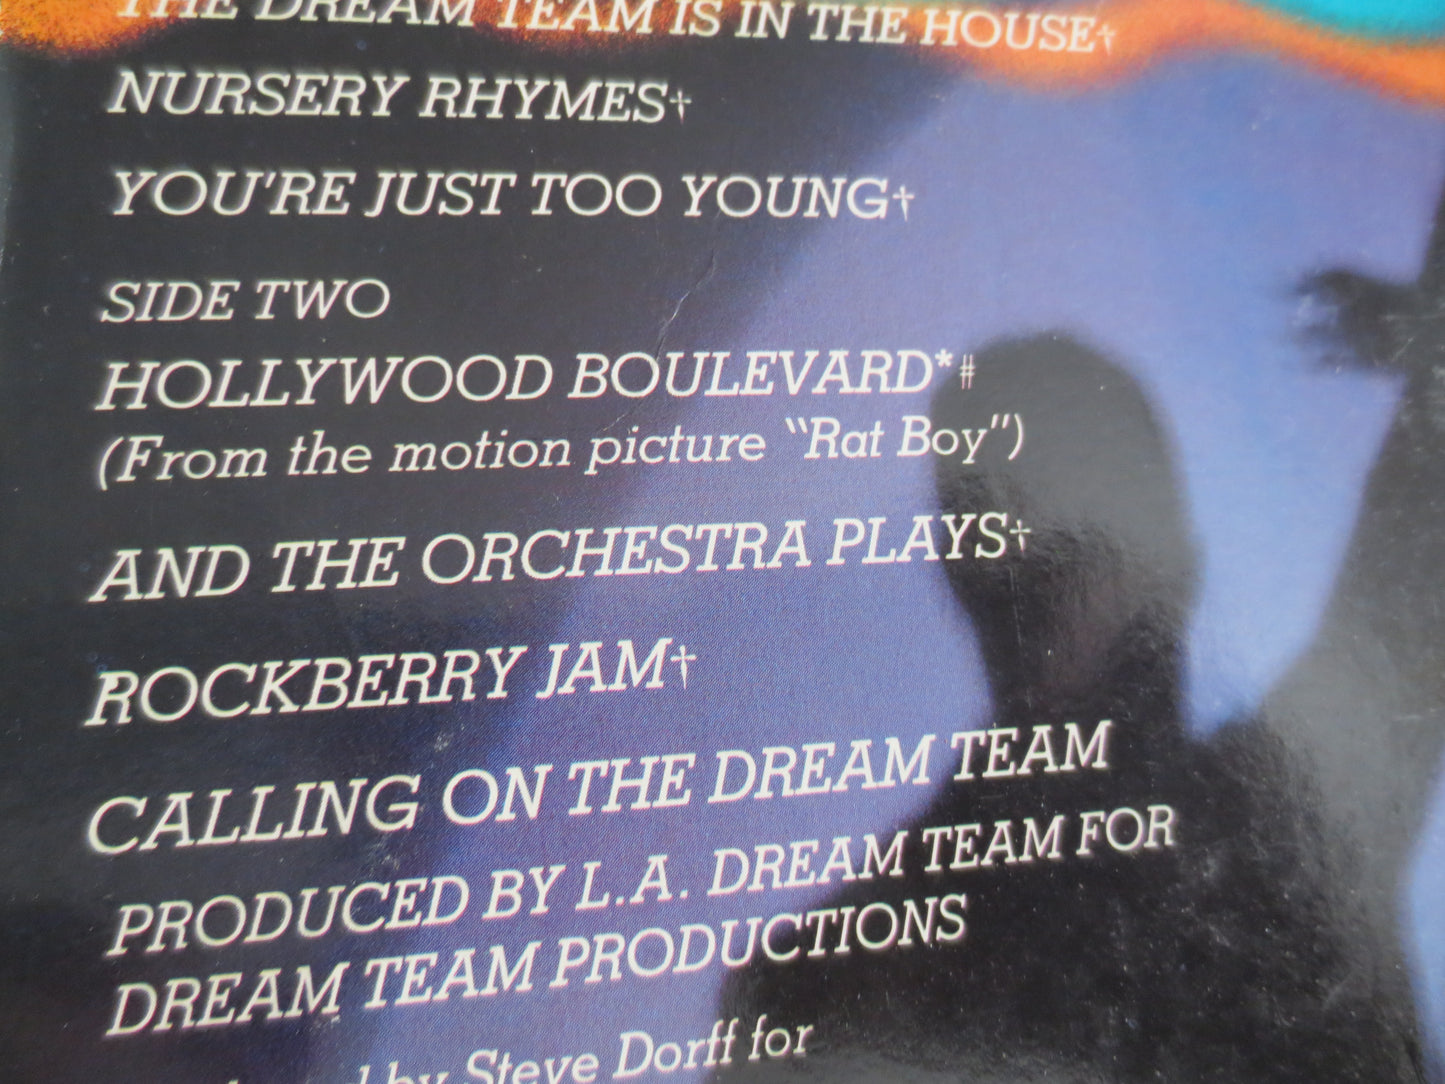 THE DREAM TEAM IS IN THE HOUSE†
NURSERY RHYMES†
YOU'RE JUST TOO YOUNG†
SIDE TWO
HOLLYWOOD BOULEVARD*#
(From the motion picture "Rat Boy")
AND THE ORCHESTRA PLAYS†
ROCKBERRY JAM†
CALLING ON THE DREAM TEAM
PRODUCED BY L.A. DREAM TEAM FOR
DREAM TEAM PRODUCTIONS
by Steve Dorff for